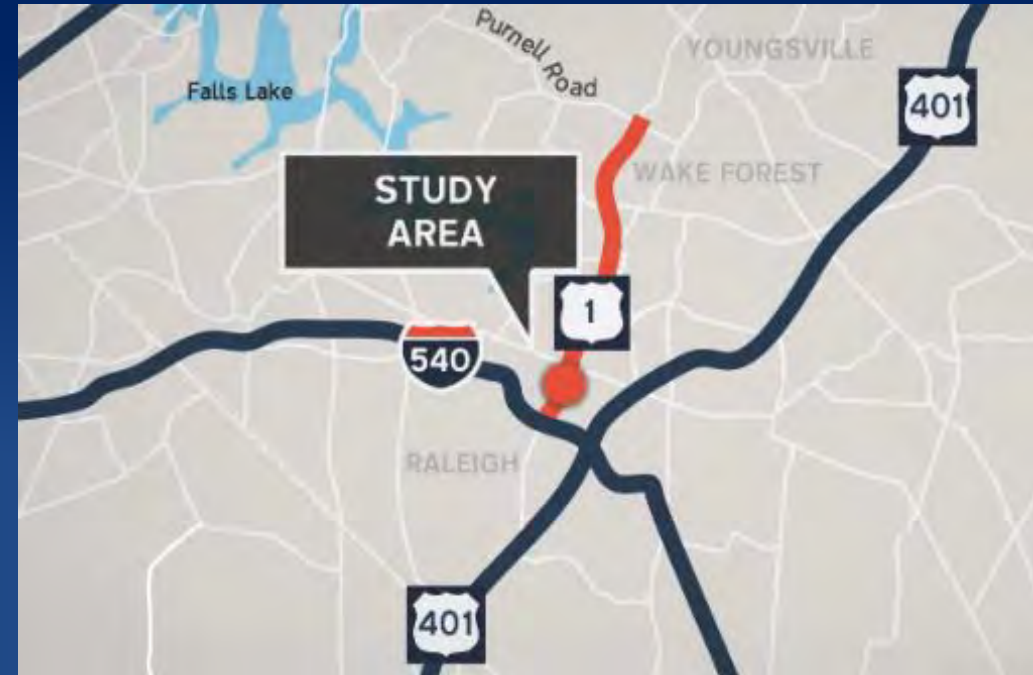 Purnell Road
YOUNGSVILLE
Falls Lake
401
WAKE FOREST
STUDY
AREA
1
540
RALEIGH
401